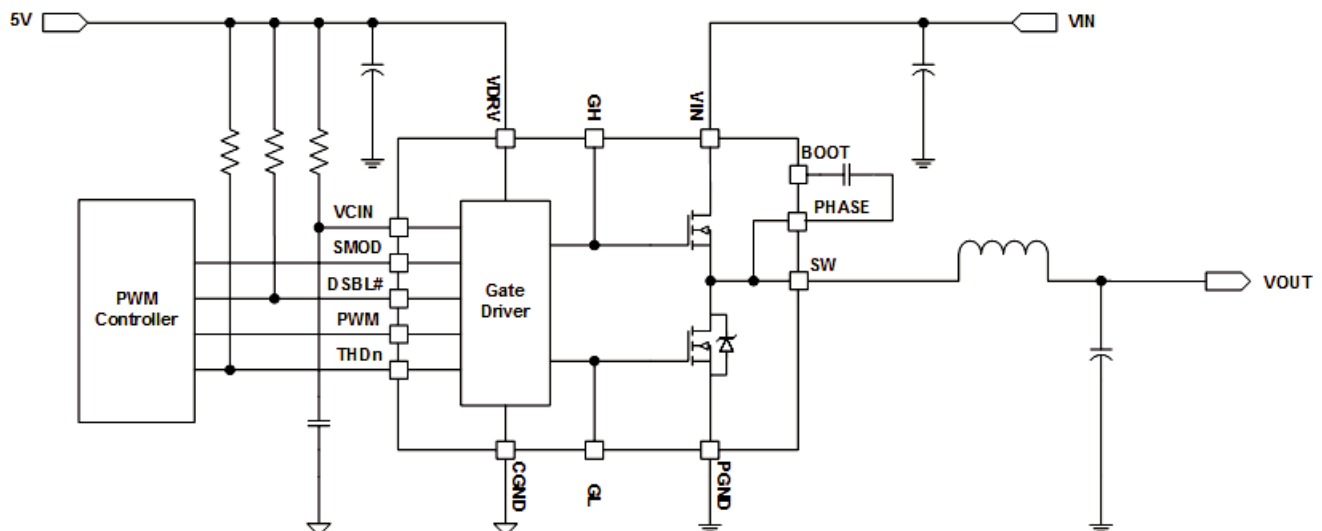 5V
VIN
VDRV
GH
VIN
BOOT
PHASE
VCIN
SMOD
SW
DSBL#
PWM
THDn
PWM
Controller
Gate
Driver
VOUT
CGND
GL
PGND